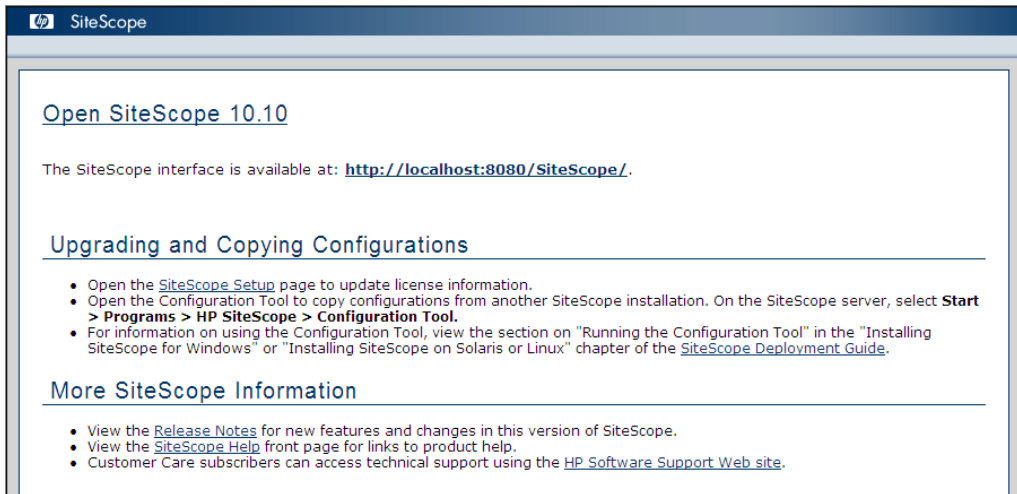 hp SiteScope
Open SiteScope 10.10
The SiteScope interface is available at: http://localhost:8080/SiteScope/.
Upgrading and Copying Configurations
• Open the SiteScope Setup page to update license information.
• Open the Configuration Tool to copy configurations from another SiteScope installation. On the SiteScope server, select Start
> Programs > HP SiteScope > Configuration Tool.
• For information on using the Configuration Tool, view the section on "Running the Configuration Tool" in the "Installing
SiteScope for Windows" or "Installing SiteScope on Solaris or Linux" chapter of the SiteScope Deployment Guide.
More SiteScope Information
• View the Release Notes for new features and changes in this version of SiteScope.
• View the SiteScope Help front page for links to product help.
• Customer Care subscribers can access technical support using the HP Software Support Web site.